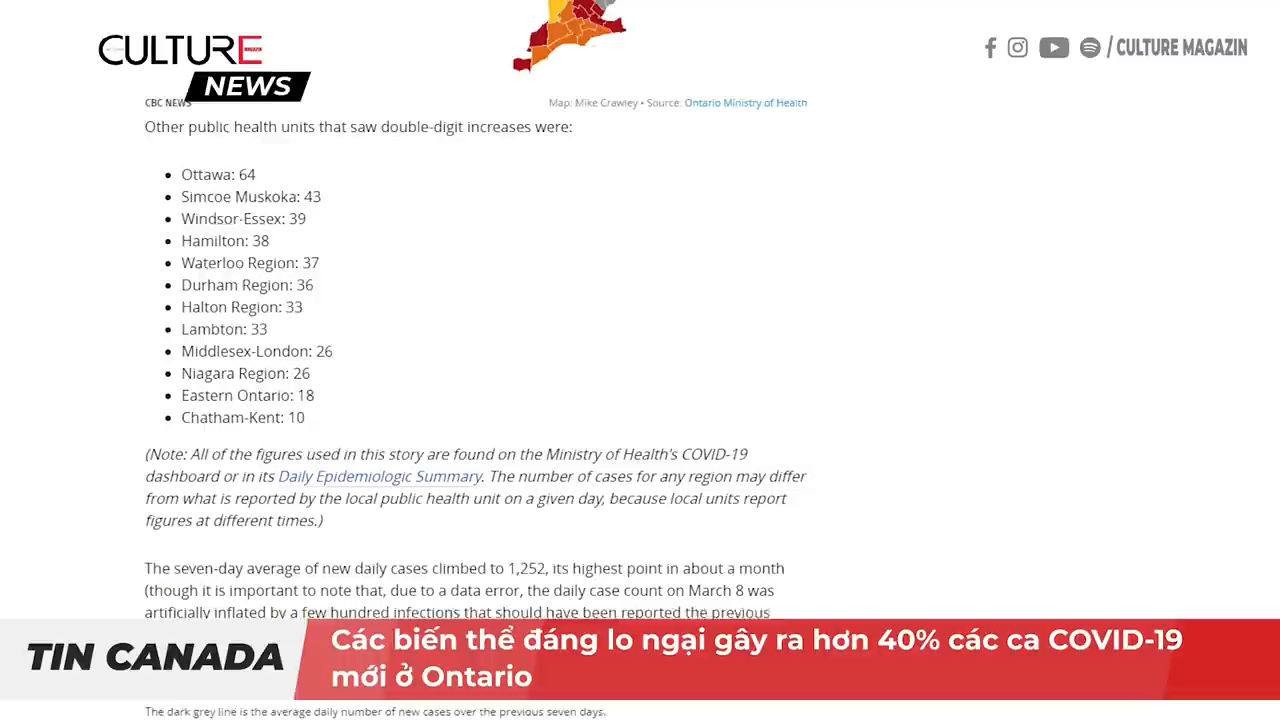 CULTURE
MAGAZIN
NEWS
/ CULTURE MAGAZIN
CBC NEWS
Map: Mike Crawley • Source: Ontario Ministry of Health
Other public health units that saw double-digit increases were:
• Ottawa: 64
• Simcoe Muskoka: 43
• Windsor-Essex: 39
• Hamilton: 38
• Waterloo Region: 37
• Durham Region: 36
• Halton Region: 33
• Lambton: 33
• Middlesex-London: 26
• Niagara Region: 26
• Eastern Ontario: 18
• Chatham-Kent: 10
(Note: All of the figures used in this story are found on the Ministry of Health's COVID-19
dashboard or in its Daily Epidemiologic Summary. The number of cases for any region may differ
from what is reported by the local public health unit on a given day, because local units report
figures at different times.)
The seven-day average of new daily cases climbed to 1,252, its highest point in about a month
(though it is important to note that, due to a data error, the daily case count on March 8 was
artificially inflated by a few hundred infections that should have been reported the previous
TIN CANADA
Các biến thể đáng lo ngại gây ra hơn 40% các ca COVID-19
mới ở Ontario
The dark grey line is the average daily number of new cases over the previous seven days.